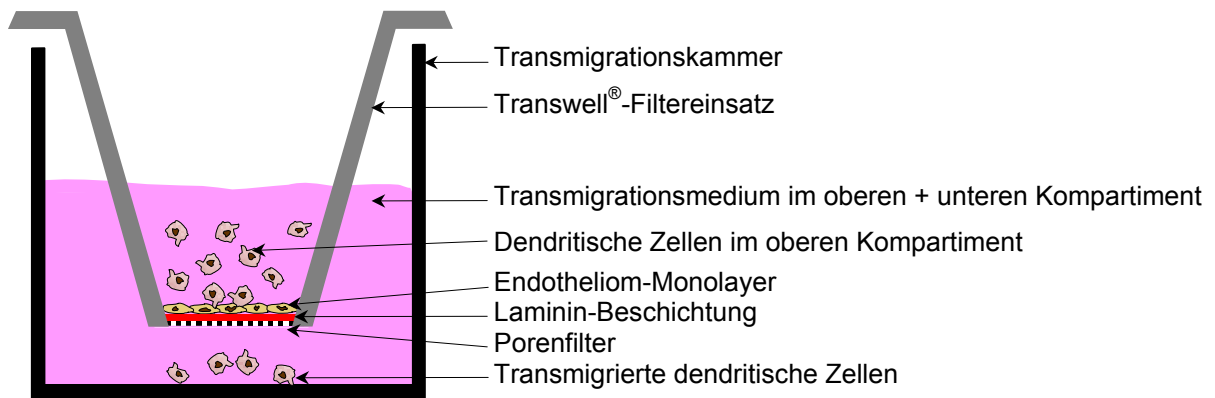 Transmigrationskammer
Transwell®-Filtereinsatz
Transmigrationsmedium im oberen + unteren Kompartiment
Dendritische Zellen im oberen Kompartiment
Endotheliom-Monolayer
Laminin-Beschichtung
Porenfilter
Transmigrierte dendritische Zellen